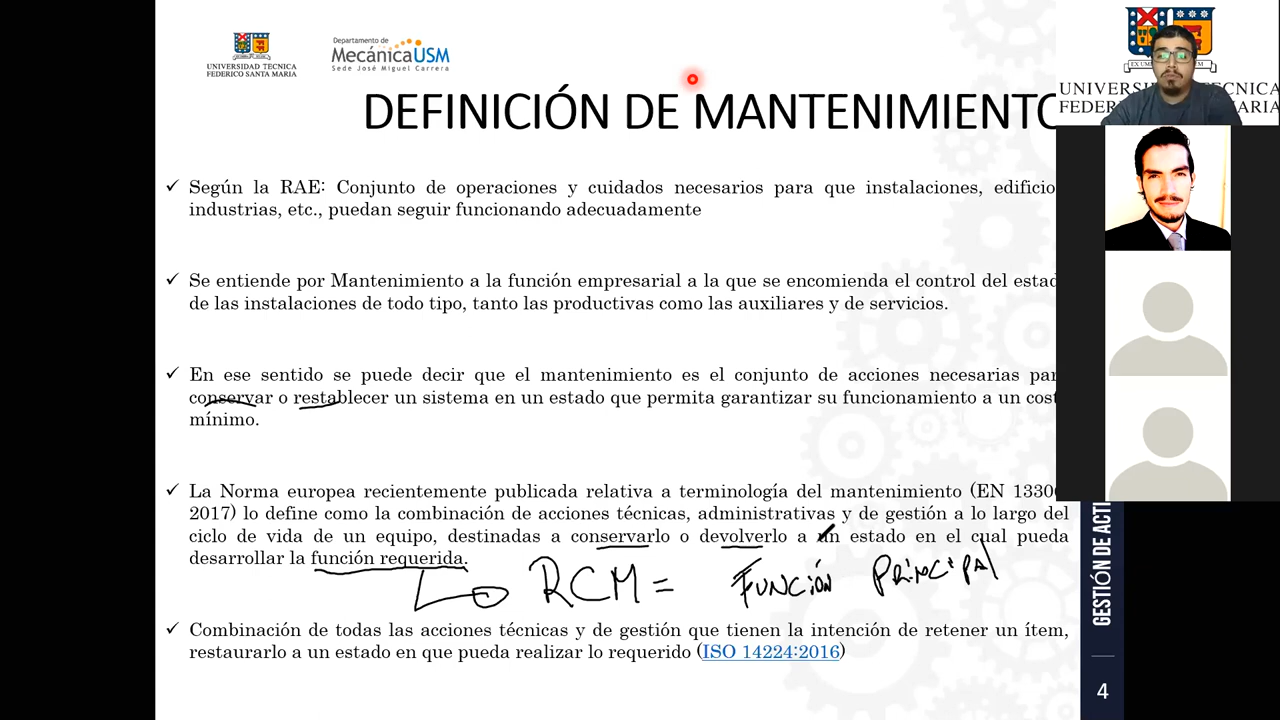 UNIVERSIDAD TECNICA
FEDERICO SANTA MARIA
Departamento de
MecánicaUSM
Sede José Miguel Carrera
DEFINICIÓN DE MANTENIMIENTO
✓ Según la RAE: Conjunto de operaciones y cuidados necesarios para que instalaciones, edificio
industrias, etc., puedan seguir funcionando adecuadamente
✓ Se entiende por Mantenimiento a la función empresarial a la que se encomienda el control del estad
de las instalaciones de todo tipo, tanto las productivas como las auxiliares y de servicios.
✓ En ese sentido se puede decir que el mantenimiento es el conjunto de acciones necesarias par
conservar o restablecer un sistema en un estado que permita garantizar su funcionamiento a un cost
mínimo.
✓ La Norma europea recientemente publicada relativa a terminología del mantenimiento (EN 13306
2017) lo define como la combinación de acciones técnicas, administrativas y de gestión a lo largo del
ciclo de vida de un equipo, destinadas a conservarlo o devolverlo a un estado en el cual pueda
desarrollar la función requerida.
RCM = FUNCIÓN PRINCIPAL
✓ Combinación de todas las acciones técnicas y de gestión que tienen la intención de retener un ítem,
restaurarlo a un estado en que pueda realizar lo requerido (ISO 14224:2016)
GESTIÓN DE ACTI
4
UNIVERS TECNICA
FEDER MARIA